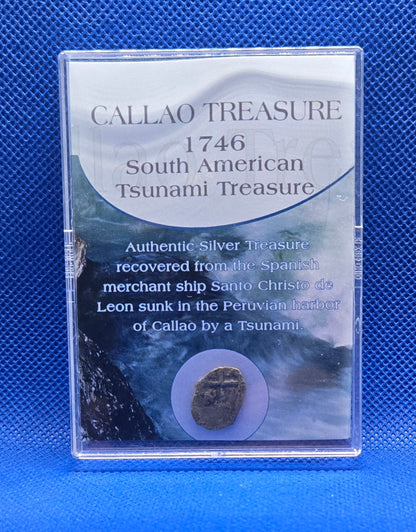 CALLAO TREASURE
1746
South American
Tsunami Treasure
Authentic Silver Treasure
recovered from the Spanish
merchant ship Santo Christo de
Leon sunk in the Peruvian harbor
of Callao by a Tsunami.